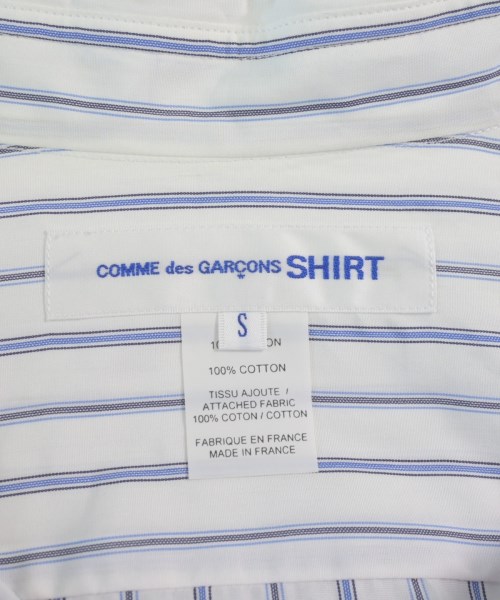 COMME des GARÇONS SHIRT
S
100% COTTON
TISSU AJOUTE /
ATTACHED FABRIC
100% COTON / COTTON
FABRIQUE EN FRANCE
MADE IN FRANCE